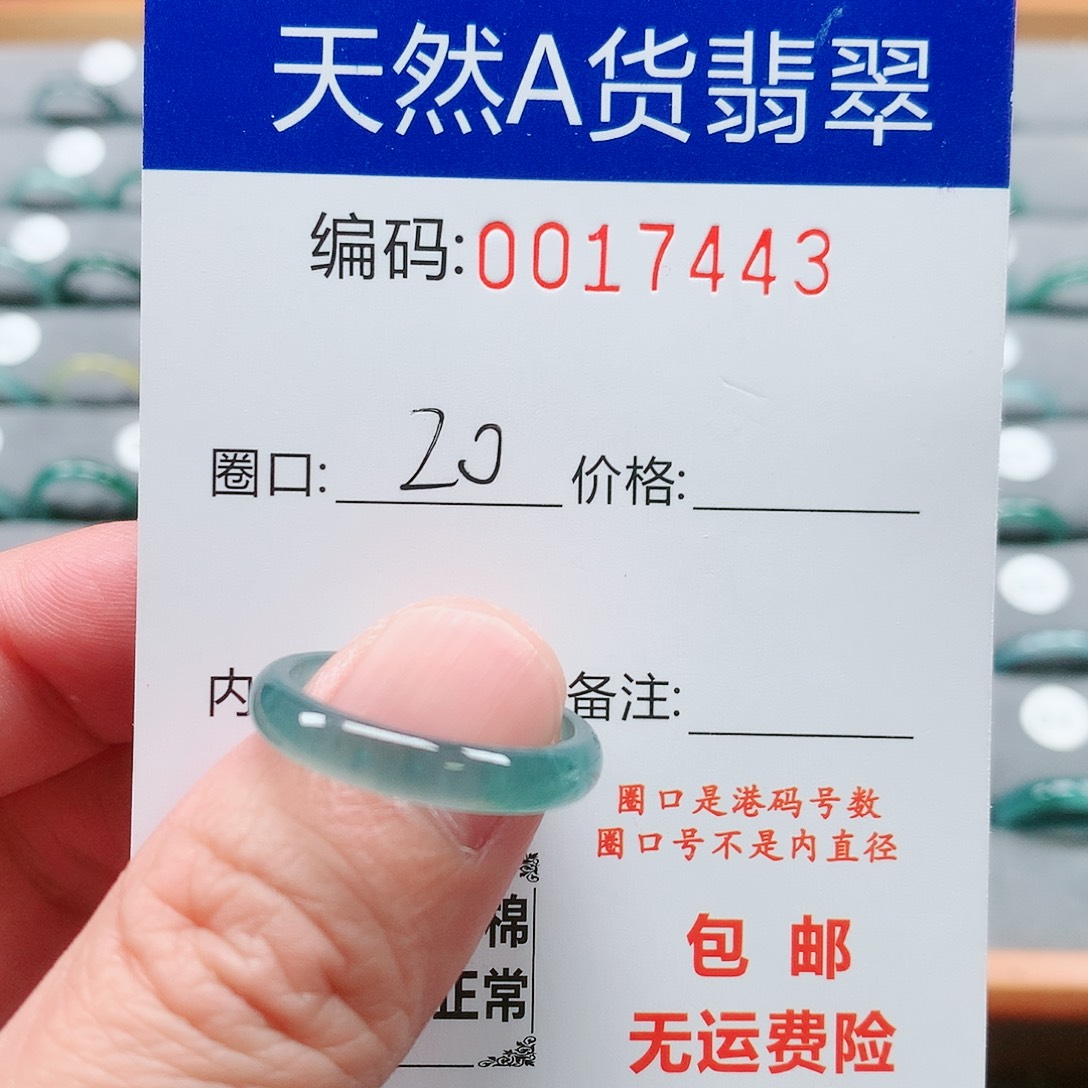 天然A货翡翠
编码:0017443
圈口: 20 价格:
内 备注:
圈口是港码号数
圈口号不是内直径
棉
正常
包 邮
无运费险